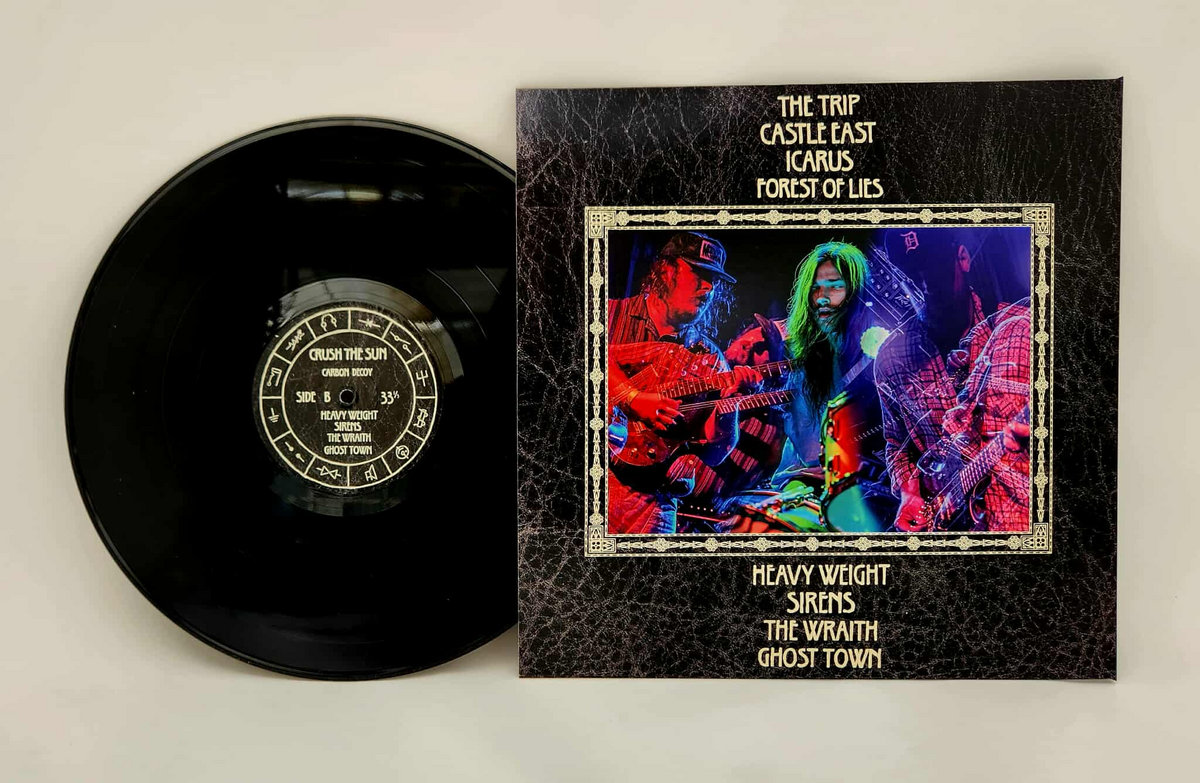 CRUSH THE SUN
CARBON DECOY
SIDE B
33⅓
HEAVY WEIGHT
SIRENS
THE WRAITH
GHOST TOWN
THE TRIP
CASTLE EAST
ICARUS
FOREST OF LIES
D
HEAVY WEIGHT
SIRENS
THE WRAITH
GHOST TOWN